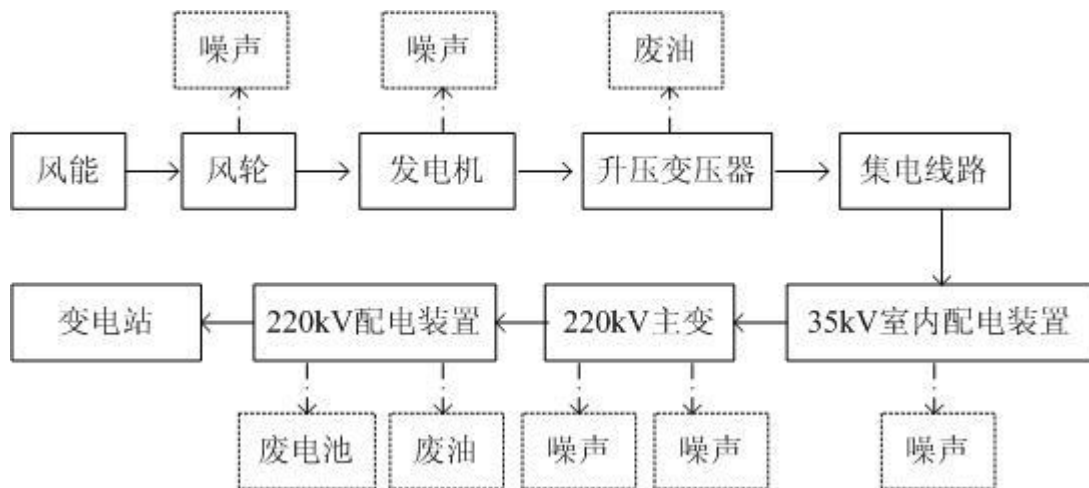 噪声
噪声
废油
风能
风轮
发电机
升压变压器
集电线路
变电站
220kV配电装置
220kV主变
35kV室内配电装置
废电池
废油
噪声
噪声
噪声